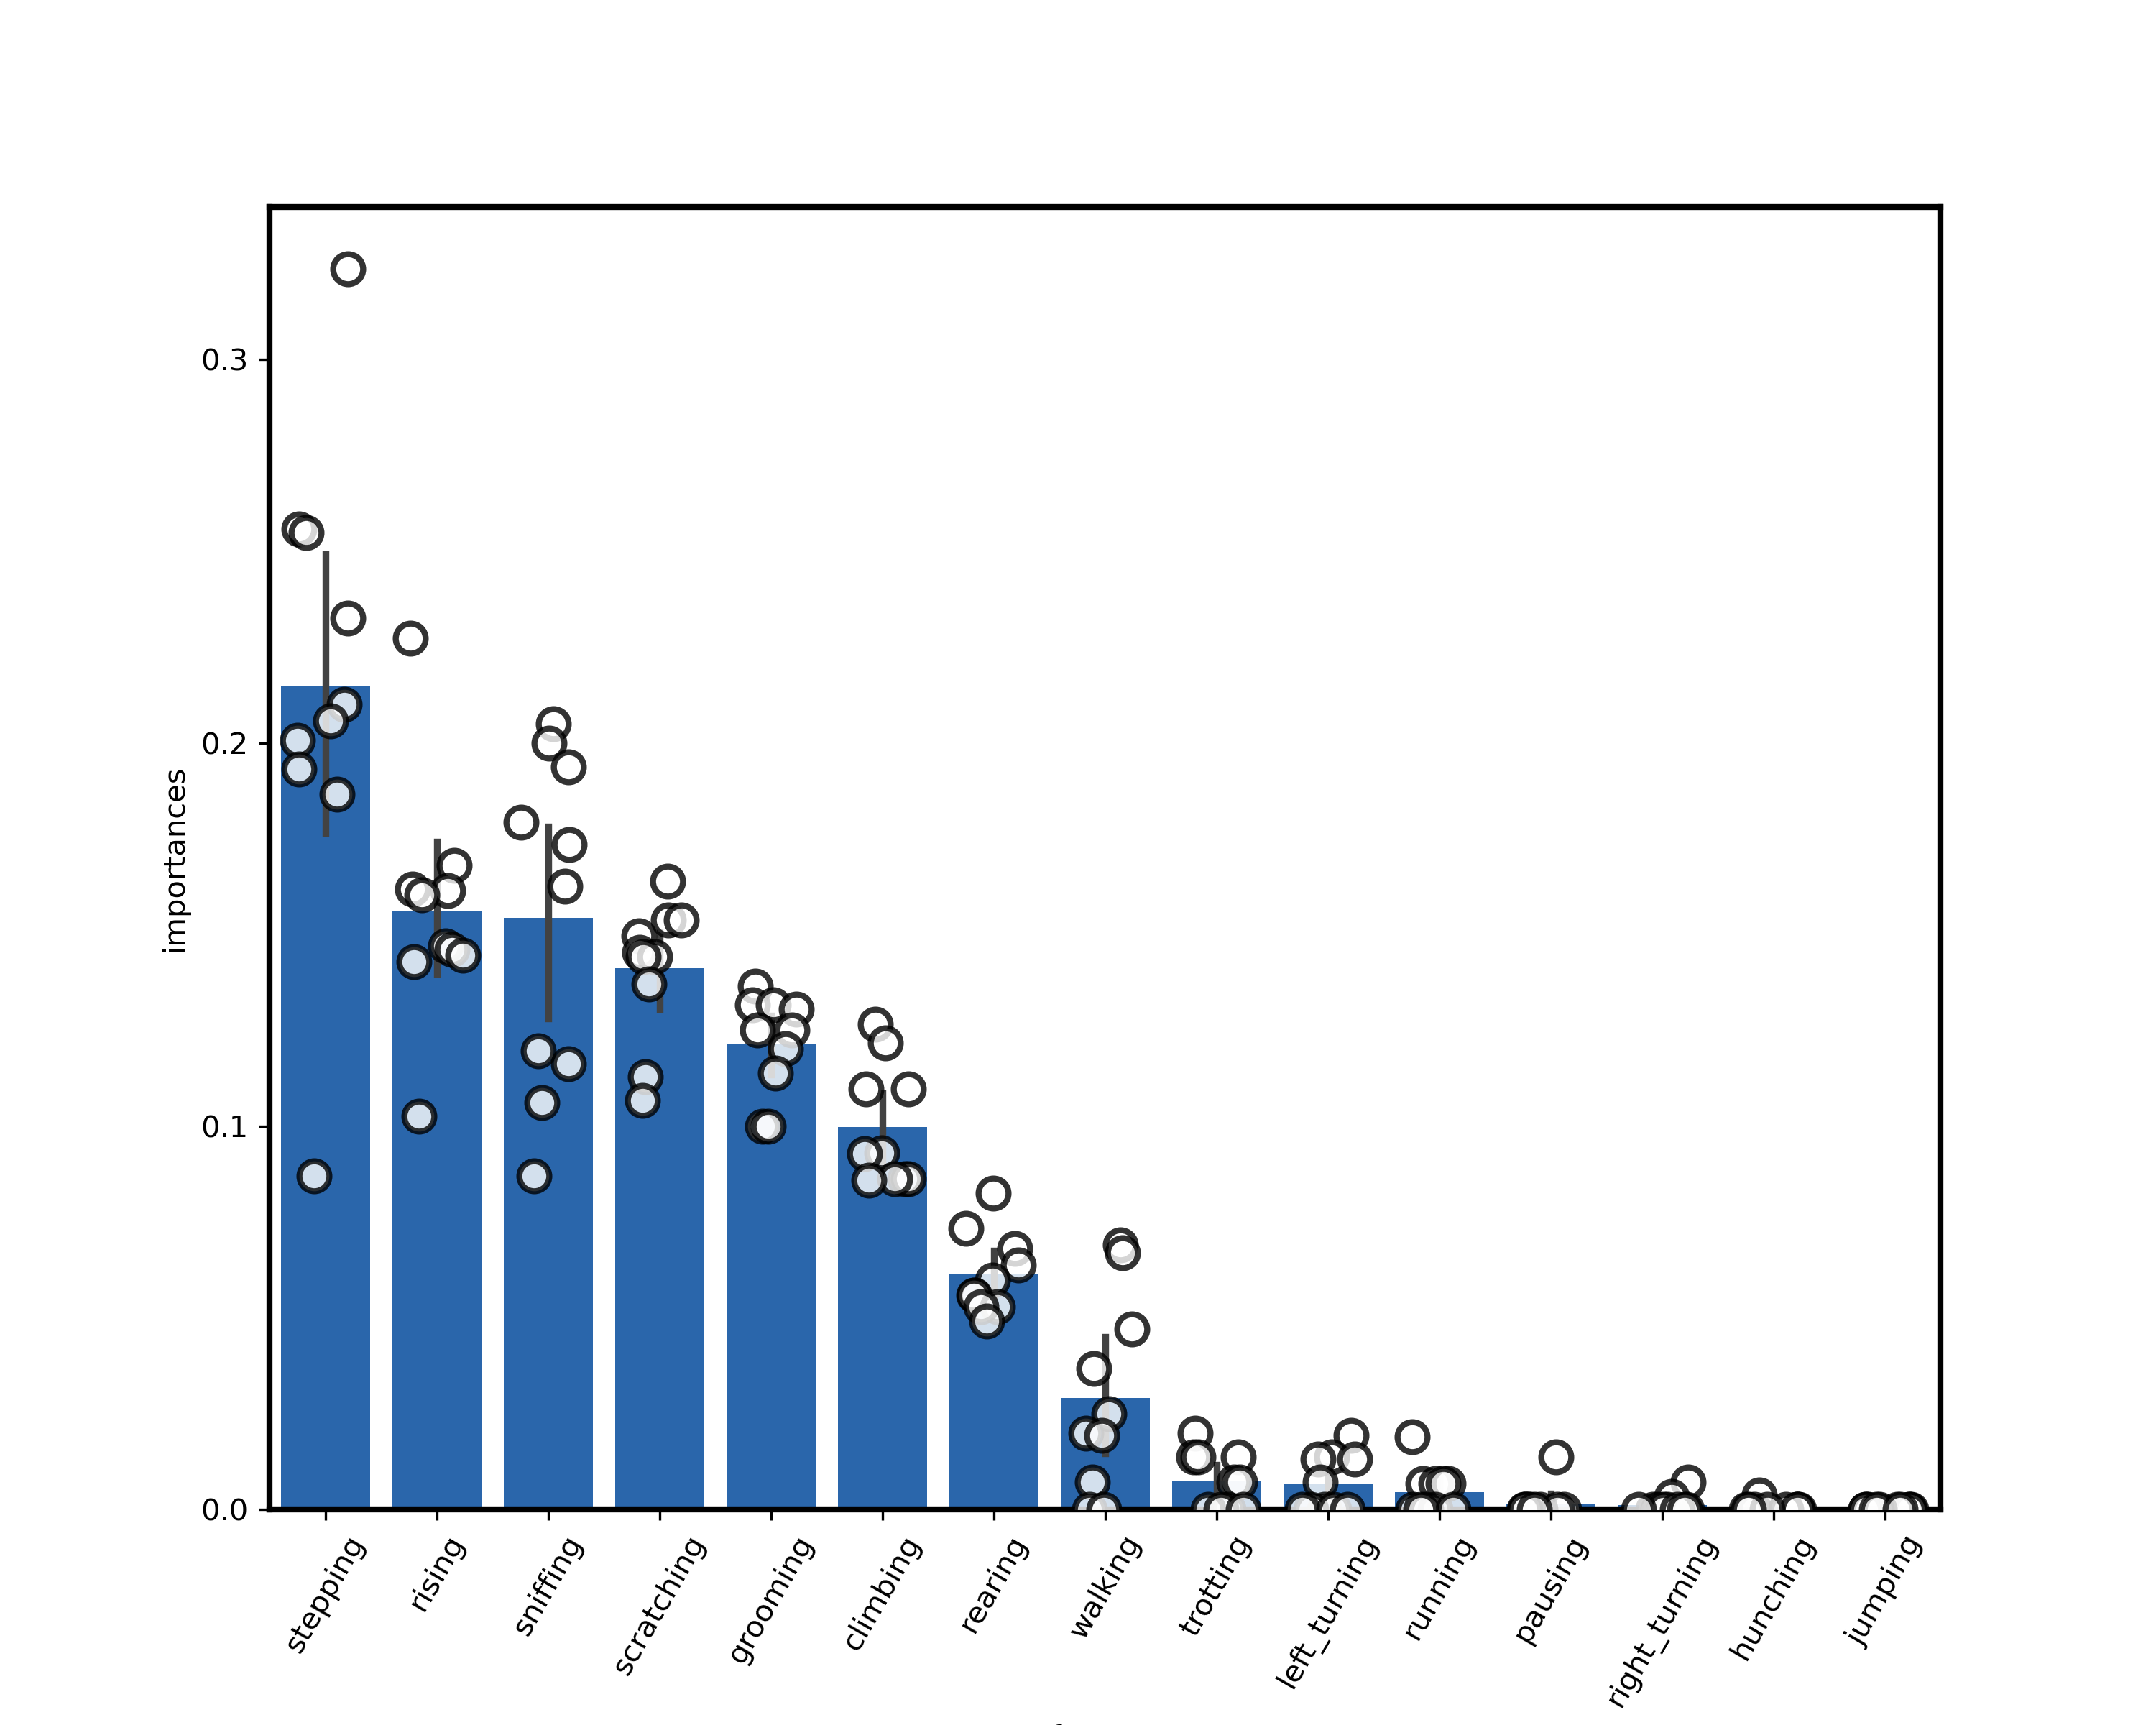 0.3
0.2
0.1
0.0
importances
stepping
rising
sniffing
scratching
grooming
climbing
rearing
walking
trotting
left_turning
running
pausing
right_turning
hunching
jumping